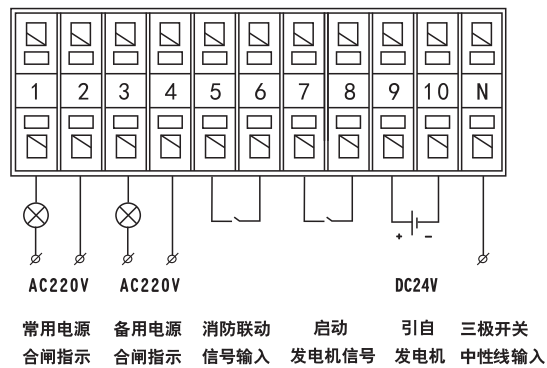 1 2 3 4 5 6 7 8 9 10 N
+ −
AC220V AC220V DC24V
常用电源 备用电源 消防联动 启动 引自 三极开关
合闸指示 合闸指示 信号输入 发电机信号 发电机 中性线输入